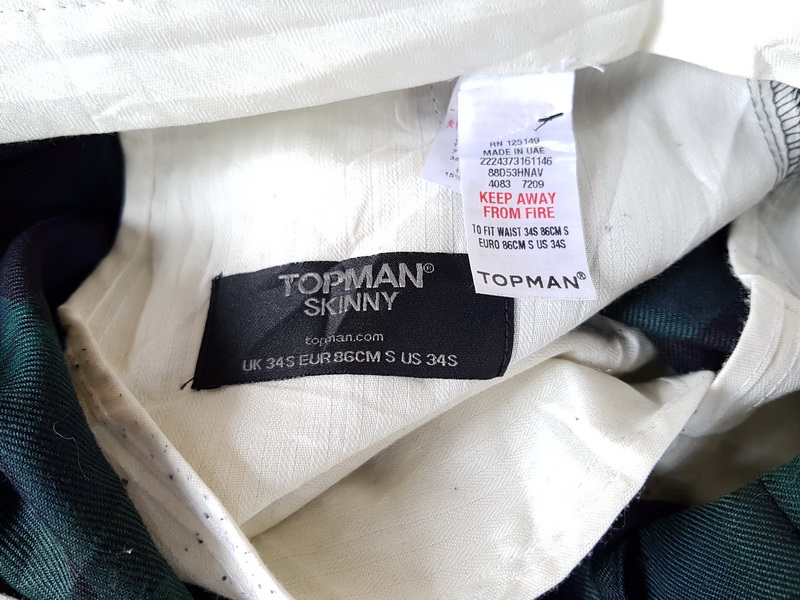 RN 125149
MADE IN UAE
2224373161146
88D53HNAV
4083 7209
KEEP AWAY
FROM FIRE
TO FIT WAIST 34S 86CM S
EURO 86CM S US 34S
TOPMAN®
TOPMAN®
SKINNY
topman.com
UK 34S EUR 86CM S US 34S